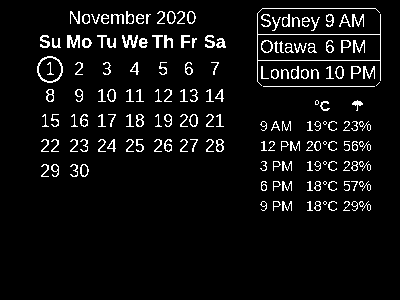 November 2020
Su Mo Tu We Th Fr Sa
1 2 3 4 5 6 7
8 9 10 11 12 13 14
15 16 17 18 19 20 21
22 23 24 25 26 27 28
29 30
Sydney 9 AM
Ottawa 6 PM
London 10 PM
°C ☂
9 AM 19°C 23%
12 PM 20°C 56%
3 PM 19°C 28%
6 PM 18°C 57%
9 PM 18°C 29%